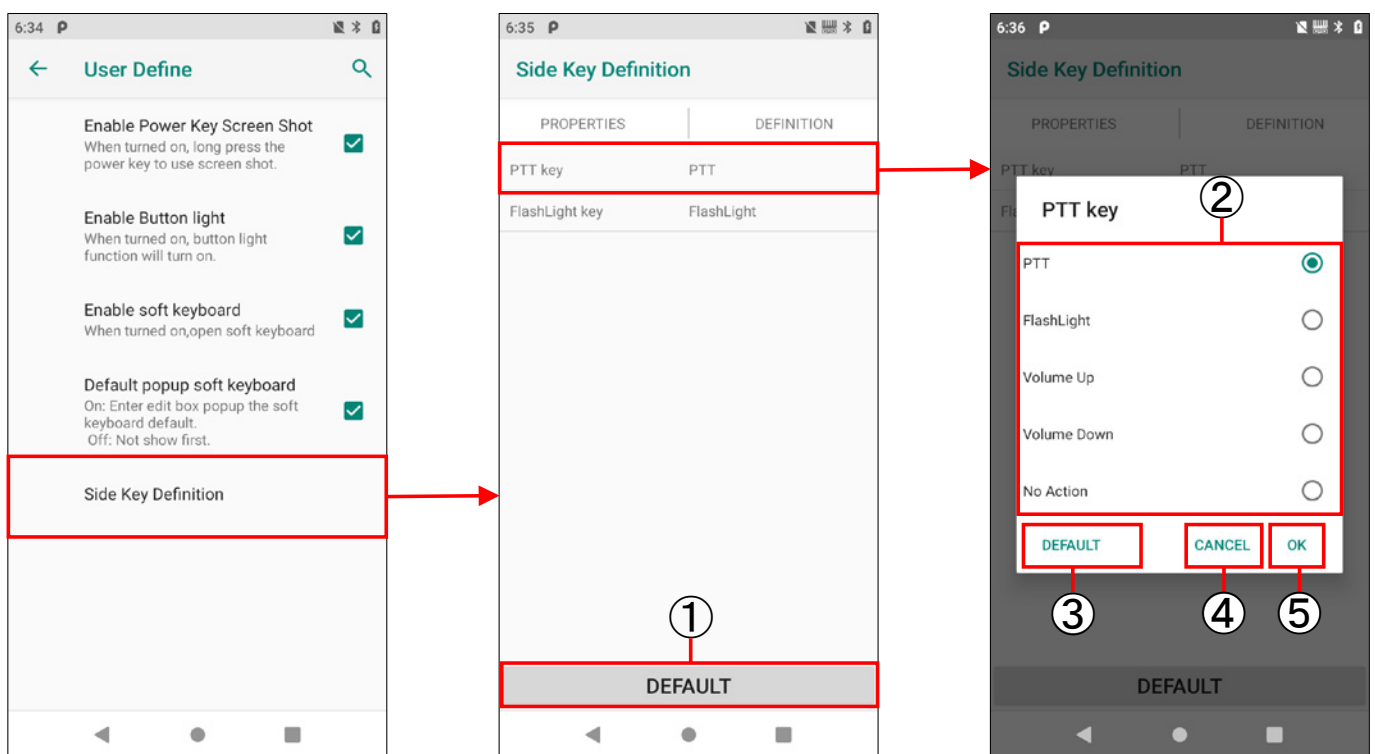 6:34 P
User Define
Enable Power Key Screen Shot
When turned on, long press the
power key to use screen shot.
Enable Button light
When turned on, button light
function will turn on.
Enable soft keyboard
When turned on,open soft keyboard
Default popup soft keyboard
On: Enter edit box popup the soft
keyboard default.
Off: Not show first.
Side Key Definition
6:35 P
Side Key Definition
PROPERTIES DEFINITION
PTT key PTT
FlashLight key FlashLight
①
DEFAULT
6:36 P
Side Key Definition
PROPERTIES DEFINITION
PTT key PTT
Fla
PTT key
②
PTT
FlashLight
Volume Up
Volume Down
No Action
DEFAULT CANCEL OK
③ ④ ⑤
DEFAULT